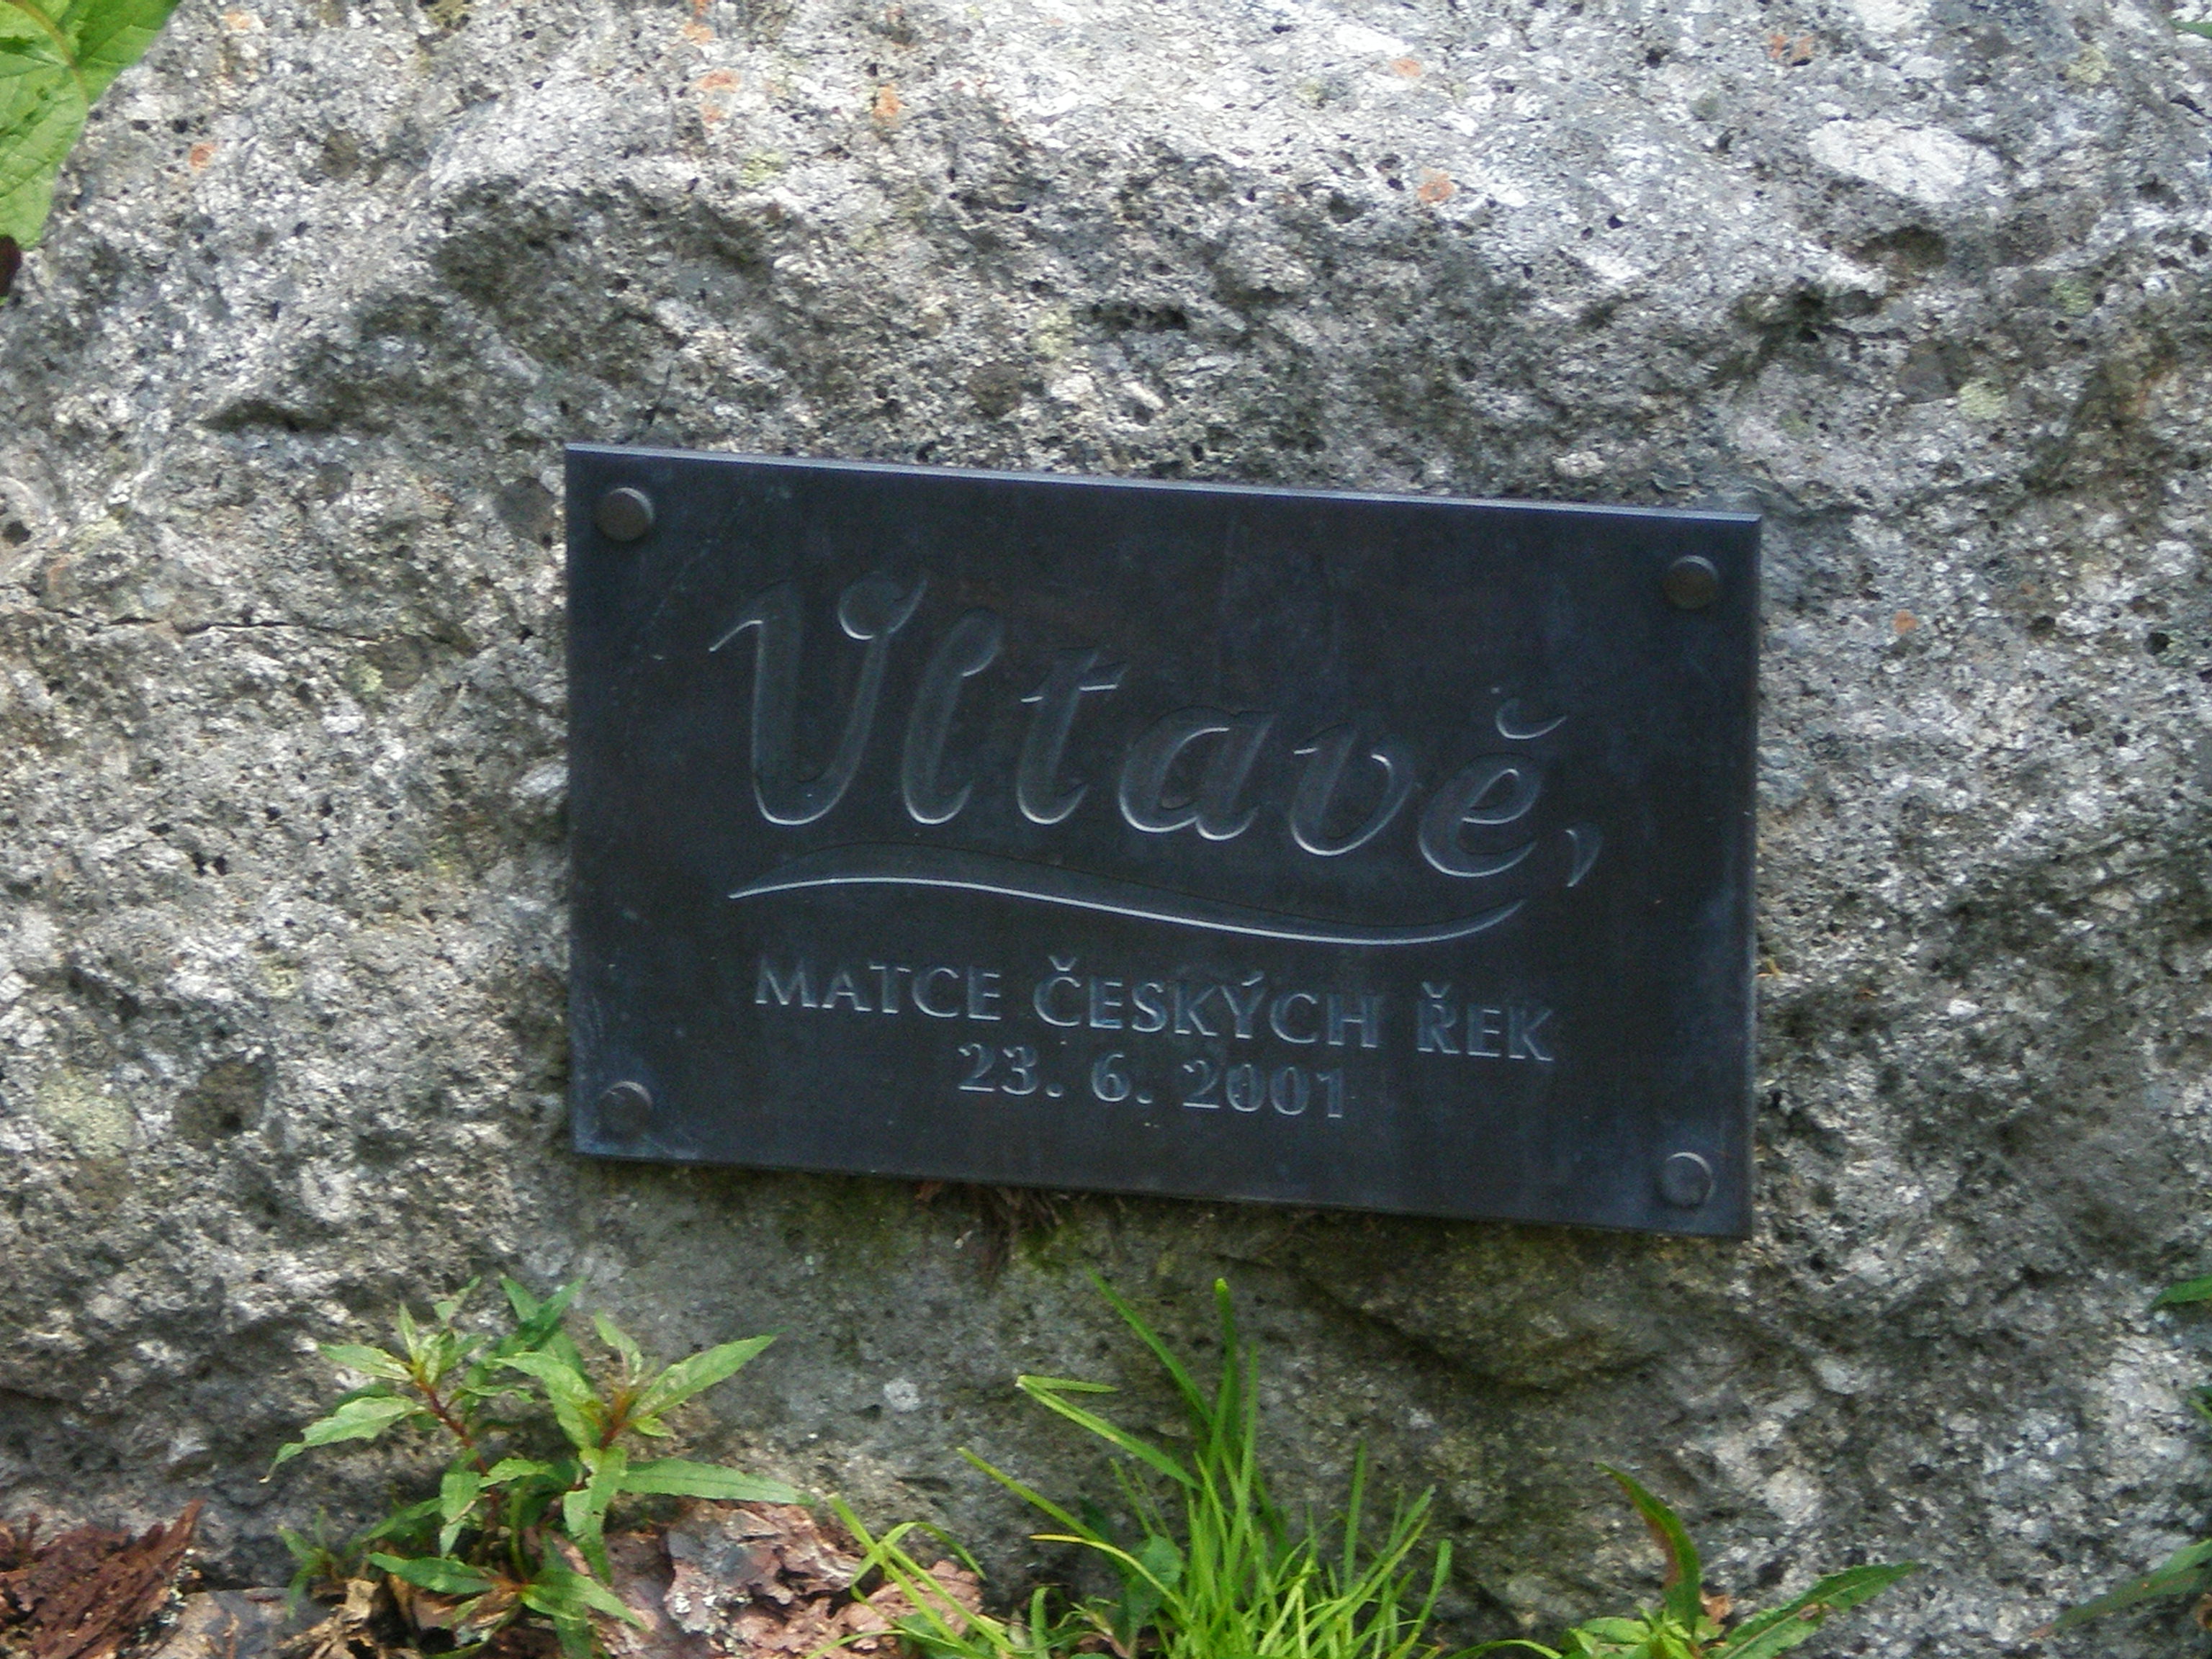 Vltavě,
MATCE ČESKÝCH ŘEK
23. 6. 2001